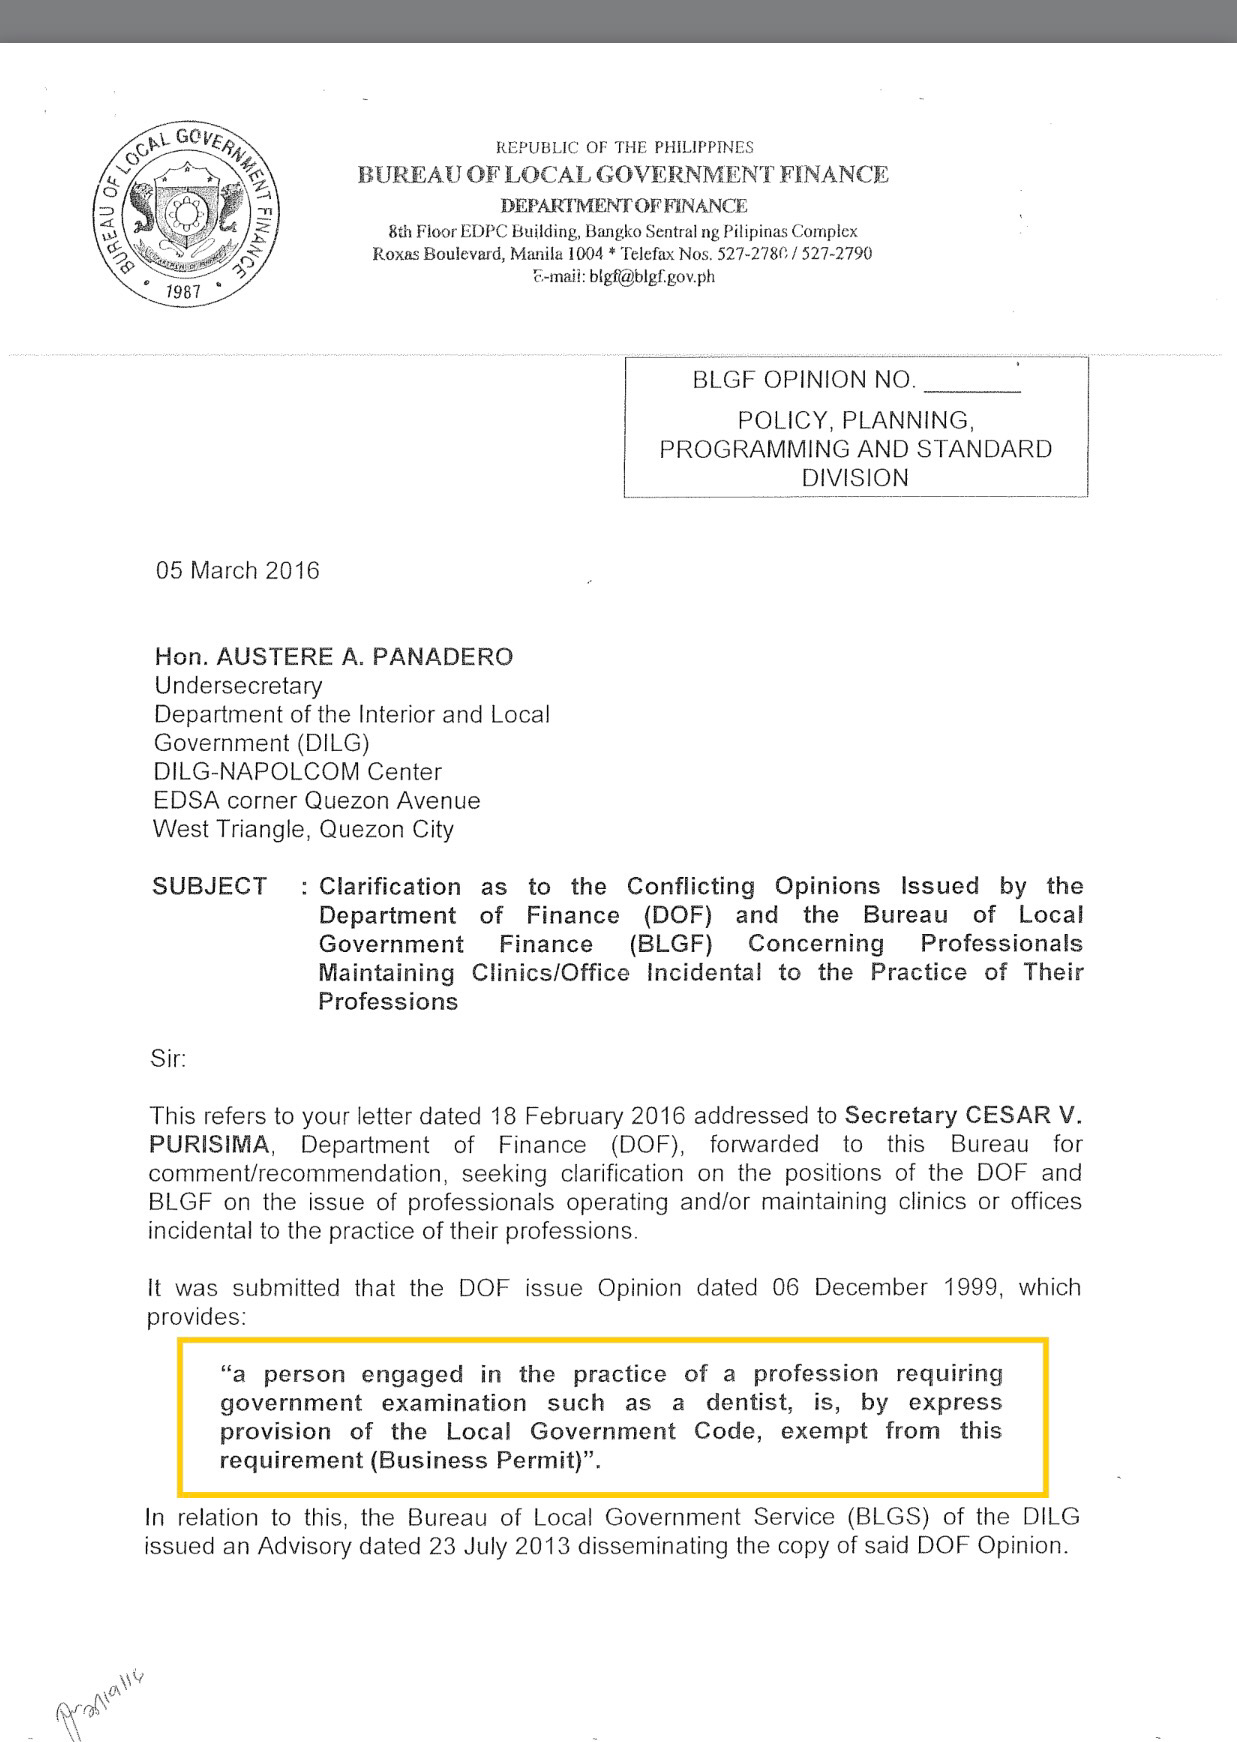 BUREAU OF LOCAL GOVERNMENT FINANCE
1987
REPUBLIC OF THE PHILIPPINES
BUREAU OF LOCAL GOVERNMENT FINANCE
DEPARTMENT OF FINANCE
8th Floor EDPC Building, Bangko Sentral ng Pilipinas Complex
Roxas Boulevard, Manila 1004 * Telefax Nos. 527-2780 / 527-2790
E-mail: blgf@blgf.gov.ph
BLGF OPINION NO. _______
POLICY, PLANNING,
PROGRAMMING AND STANDARD
DIVISION
05 March 2016
Hon. AUSTERE A. PANADERO
Undersecretary
Department of the Interior and Local
Government (DILG)
DILG-NAPOLCOM Center
EDSA corner Quezon Avenue
West Triangle, Quezon City
SUBJECT : Clarification as to the Conflicting Opinions Issued by the
Department of Finance (DOF) and the Bureau of Local
Government Finance (BLGF) Concerning Professionals
Maintaining Clinics/Office Incidental to the Practice of Their
Professions
Sir:
This refers to your letter dated 18 February 2016 addressed to Secretary CESAR V.
PURISIMA, Department of Finance (DOF), forwarded to this Bureau for
comment/recommendation, seeking clarification on the positions of the DOF and
BLGF on the issue of professionals operating and/or maintaining clinics or offices
incidental to the practice of their professions.
It was submitted that the DOF issue Opinion dated 06 December 1999, which
provides:
“a person engaged in the practice of a profession requiring
government examination such as a dentist, is, by express
provision of the Local Government Code, exempt from this
requirement (Business Permit)”.
In relation to this, the Bureau of Local Government Service (BLGS) of the DILG
issued an Advisory dated 23 July 2013 disseminating the copy of said DOF Opinion.